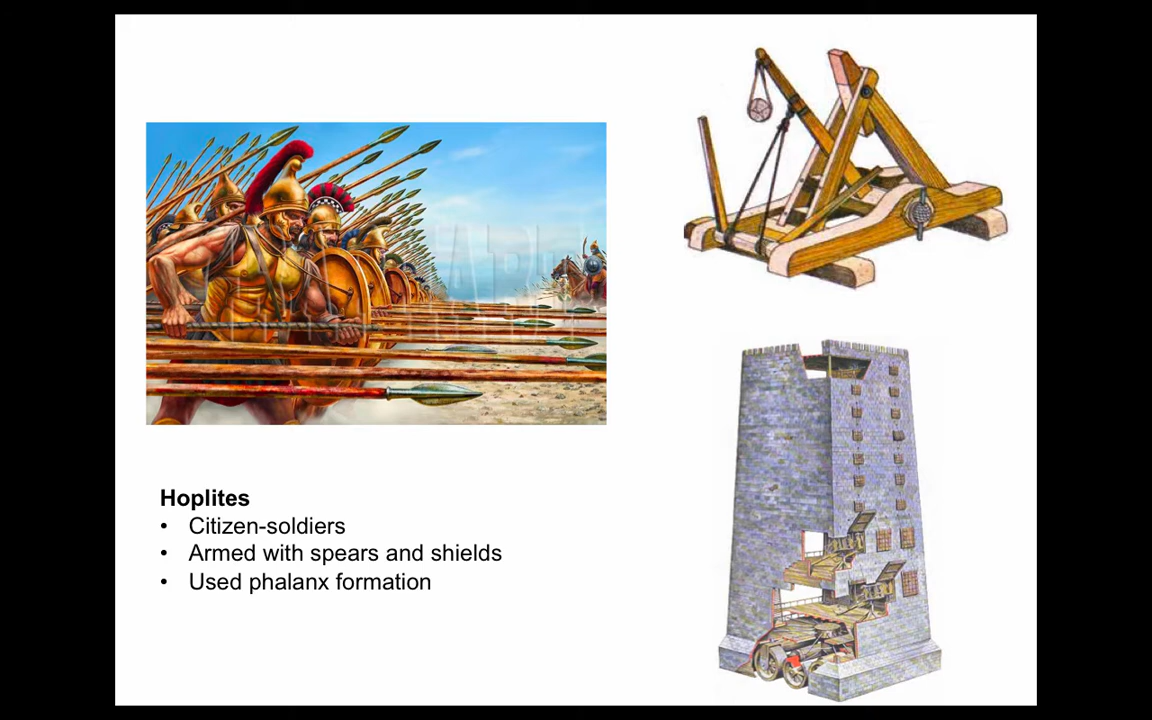 Hoplites
• Citizen-soldiers
• Armed with spears and shields
• Used phalanx formation